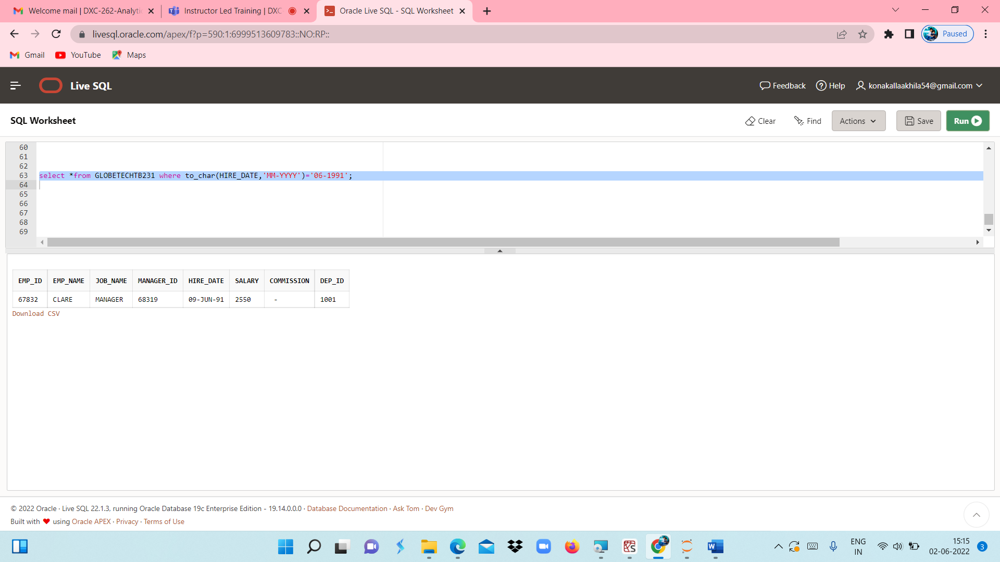 Welcome mail | DXC-262-Analytic
Instructor Led Training | DXC
Oracle Live SQL - SQL Worksheet
livesql.oracle.com/apex/f?p=590:1:6999513609783::NO:RP::
Paused
Gmail
YouTube
Maps
Live SQL
Feedback
Help
konakallaakhila54@gmail.com
SQL Worksheet
Clear
Find
Actions
Save
Run
60
61
62
63 select *from GLOBETECHTB231 where to_char(HIRE_DATE,'MM-YYYY')='06-1991';
64
65
66
67
68
69
EMP_ID EMP_NAME JOB_NAME MANAGER_ID HIRE_DATE SALARY COMMISSION DEP_ID
67832 CLARE MANAGER 68319 09-JUN-91 2550 - 1001
Download CSV
© 2022 Oracle · Live SQL 22.1.3, running Oracle Database 19c Enterprise Edition - 19.14.0.0.0 · Database Documentation · Ask Tom · Dev Gym
Built with ❤ using Oracle APEX · Privacy · Terms of Use
ENG
IN
15:15
02-06-2022
3